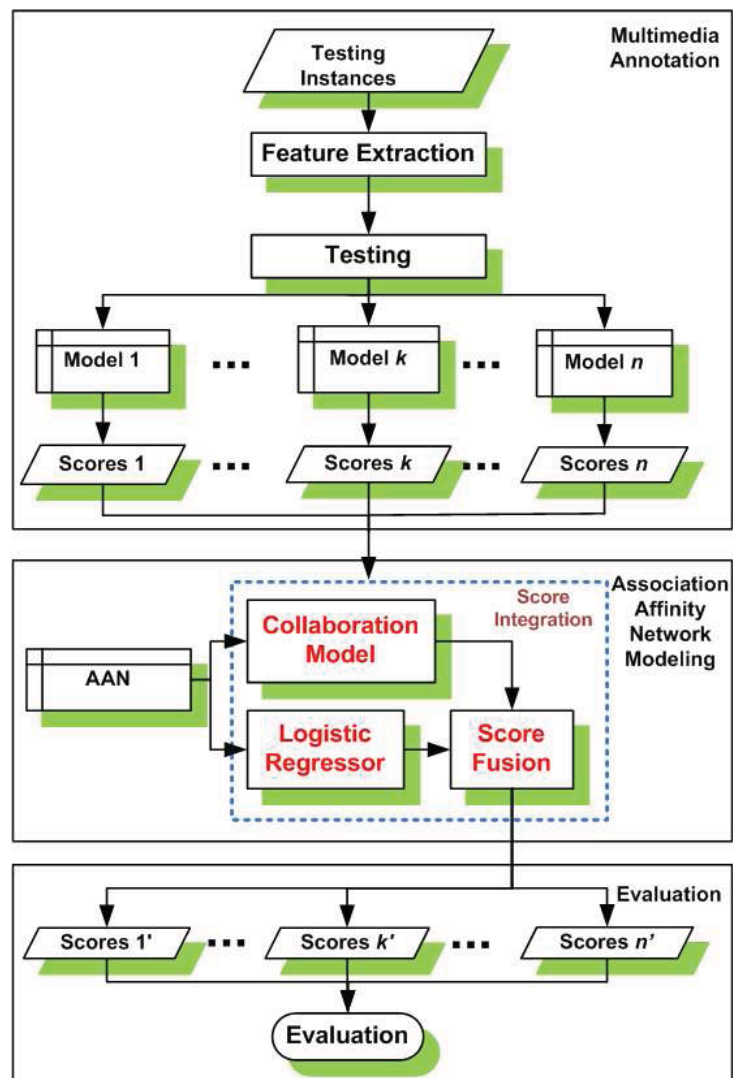 Testing
Instances
Multimedia
Annotation
Feature Extraction
Testing
Model 1
...
Model k
...
Model n
Scores 1
...
Scores k
...
Scores n
Association
Affinity
Network
Modeling
Score
Integration
Collaboration
Model
AAN
Logistic
Regressor
Score
Fusion
Evaluation
Scores 1'
...
Scores k'
...
Scores n’
Evaluation